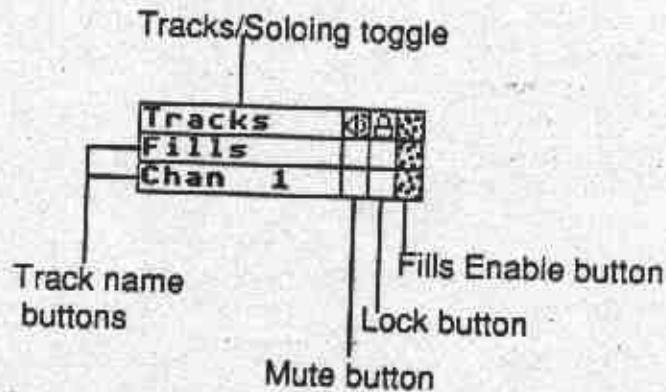 Tracks/Soloing toggle
Tracks
Fills
Chan 1
Fills Enable button
Track name
buttons
Lock button
Mute button